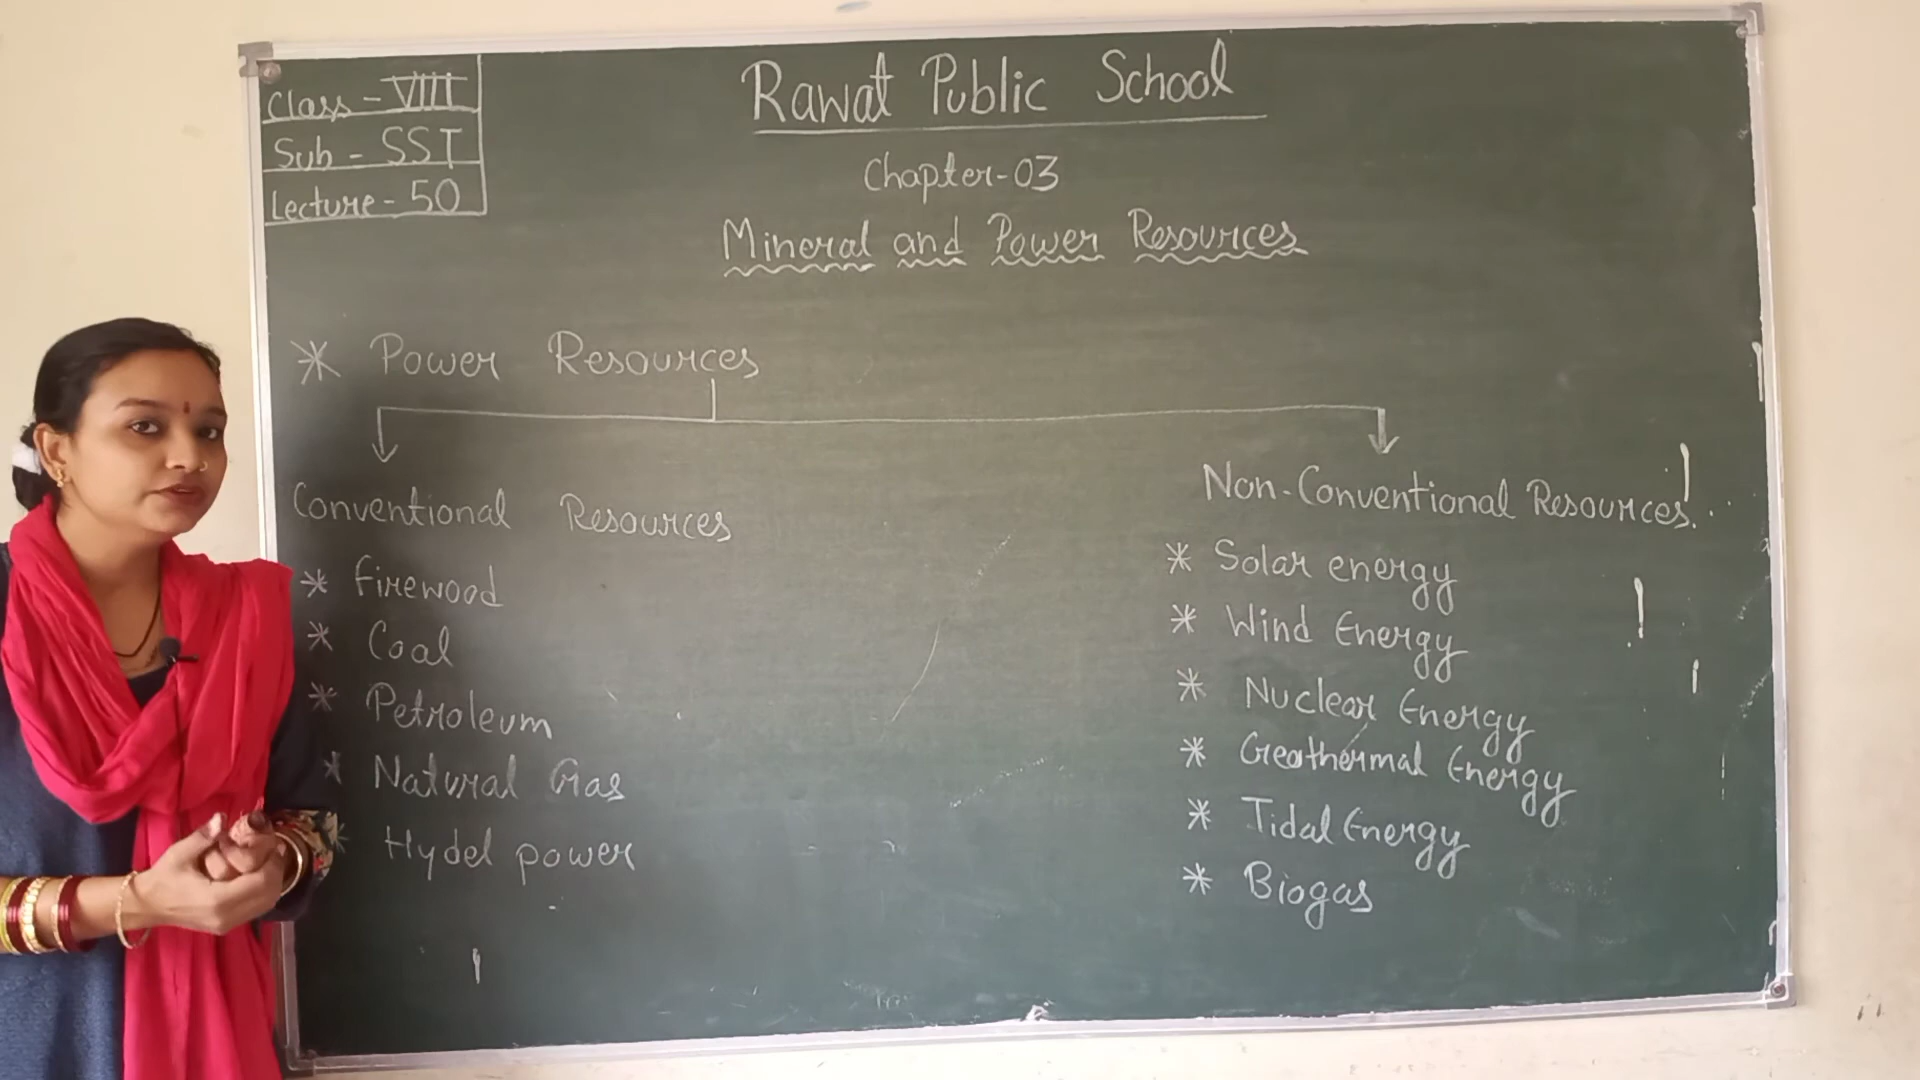 Class - VIII
Sub - SST
Lecture - 50
Rawat Public School
Chapter-03
Mineral and Power Resources
* Power Resources
Conventional Resources
* Firewood
* Coal
* Petroleum
* Natural Gas
* Hydel power
Non-Conventional Resources...
* Solar energy
* Wind Energy
* Nuclear Energy
* Geothermal Energy
* Tidal Energy
* Biogas